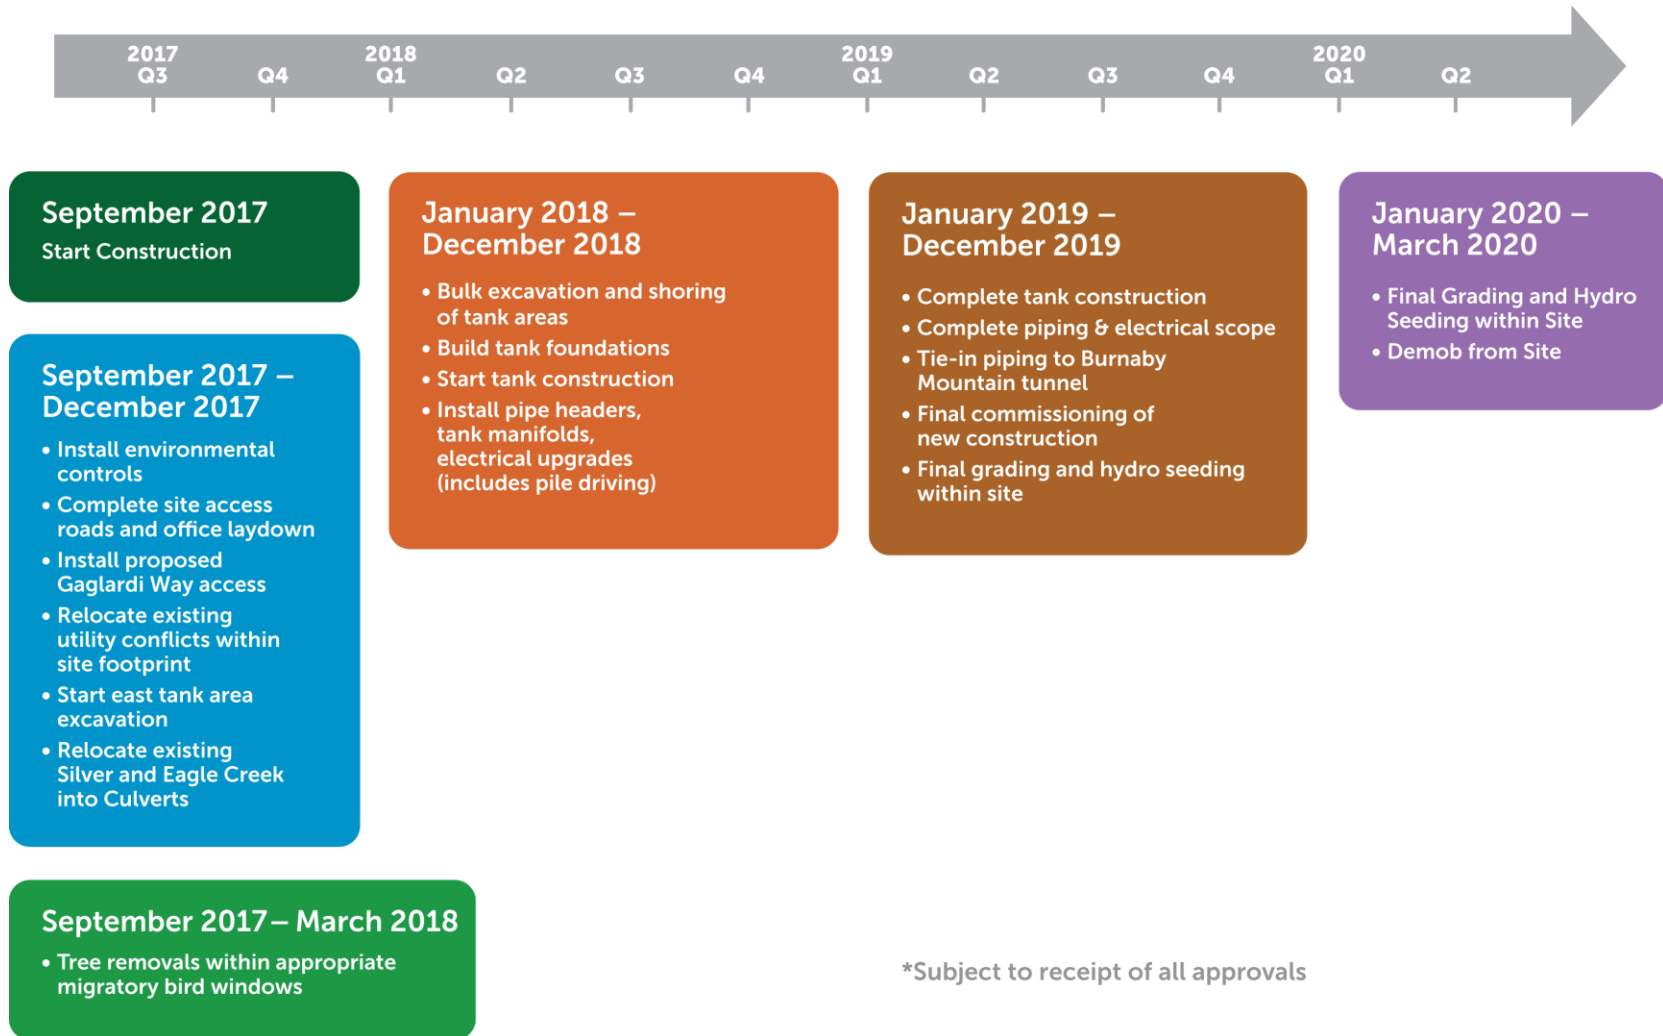 2017
Q3
Q4
2018
Q1
Q2
Q3
Q4
2019
Q1
Q2
Q3
Q4
2020
Q1
Q2
September 2017
Start Construction
September 2017 –
December 2017
• Install environmental
controls
• Complete site access
roads and office laydown
• Install proposed
Gaglardi Way access
• Relocate existing
utility conflicts within
site footprint
• Start east tank area
excavation
• Relocate existing
Silver and Eagle Creek
into Culverts
September 2017 – March 2018
• Tree removals within appropriate
migratory bird windows
January 2018 –
December 2018
• Bulk excavation and shoring
of tank areas
• Build tank foundations
• Start tank construction
• Install pipe headers,
tank manifolds,
electrical upgrades
(includes pile driving)
January 2019 –
December 2019
• Complete tank construction
• Complete piping & electrical scope
• Tie-in piping to Burnaby
Mountain tunnel
• Final commissioning of
new construction
• Final grading and hydro seeding
within site
January 2020 –
March 2020
• Final Grading and Hydro
Seeding within Site
• Demob from Site
*Subject to receipt of all approvals